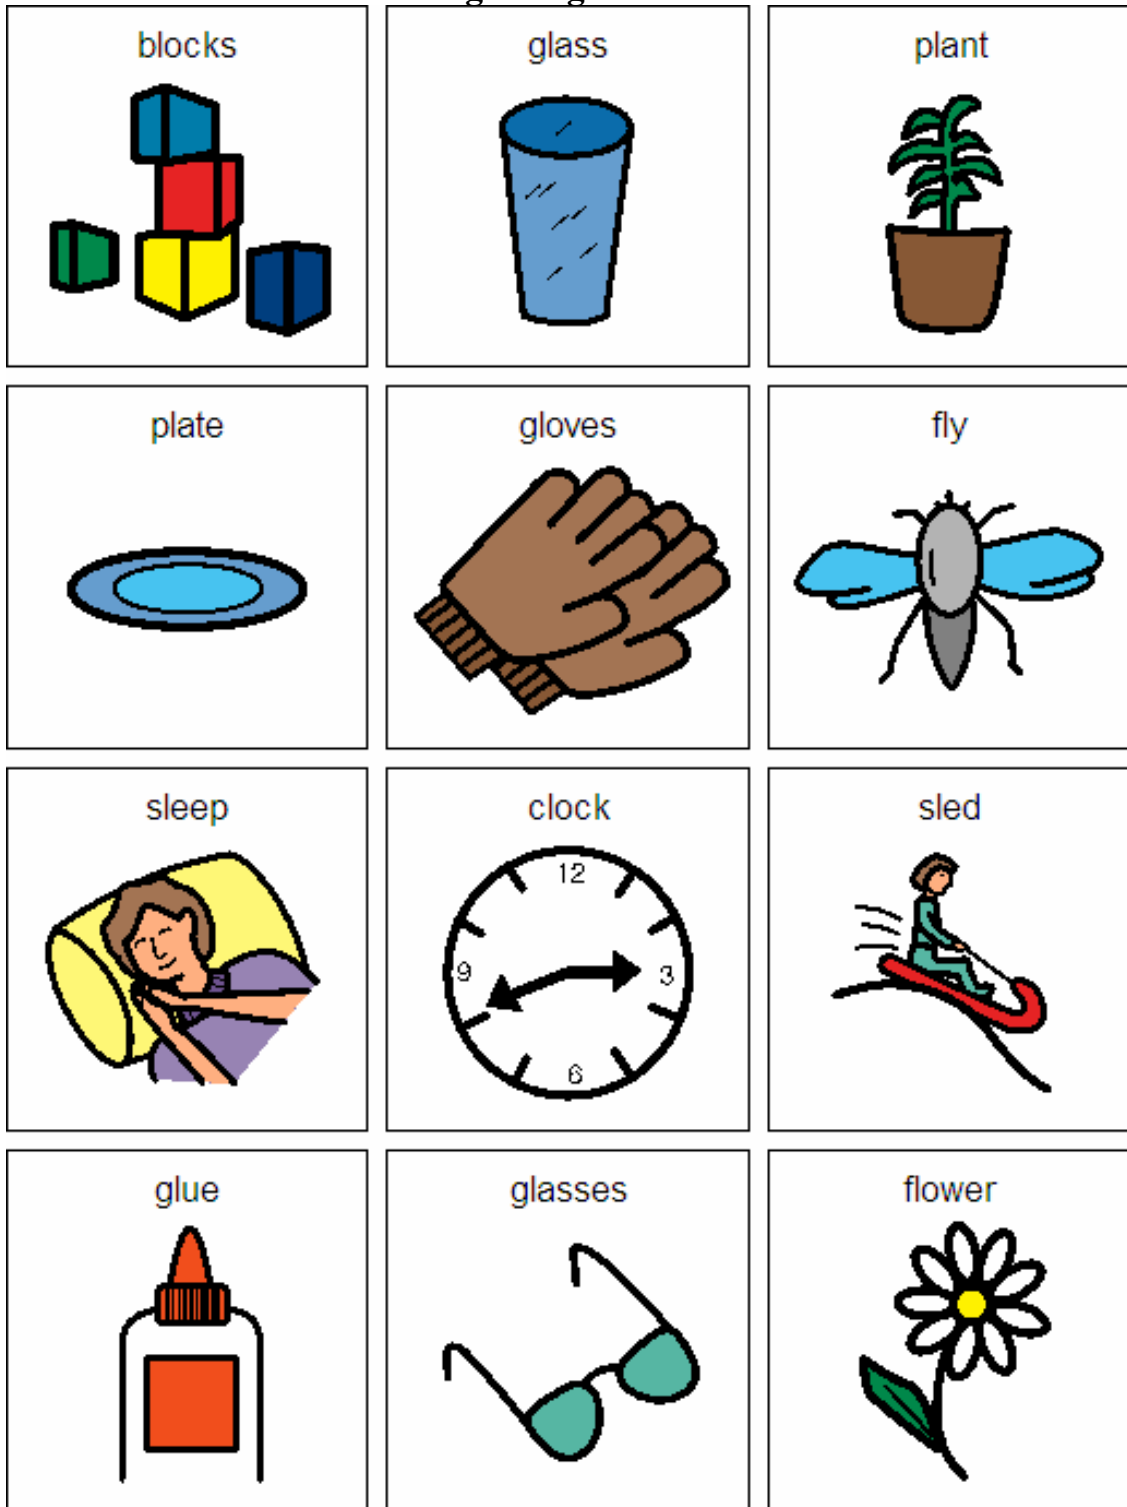 blocks
glass
plant
plate
gloves
fly
sleep
clock
sled
12
9
3
6
glue
glasses
flower